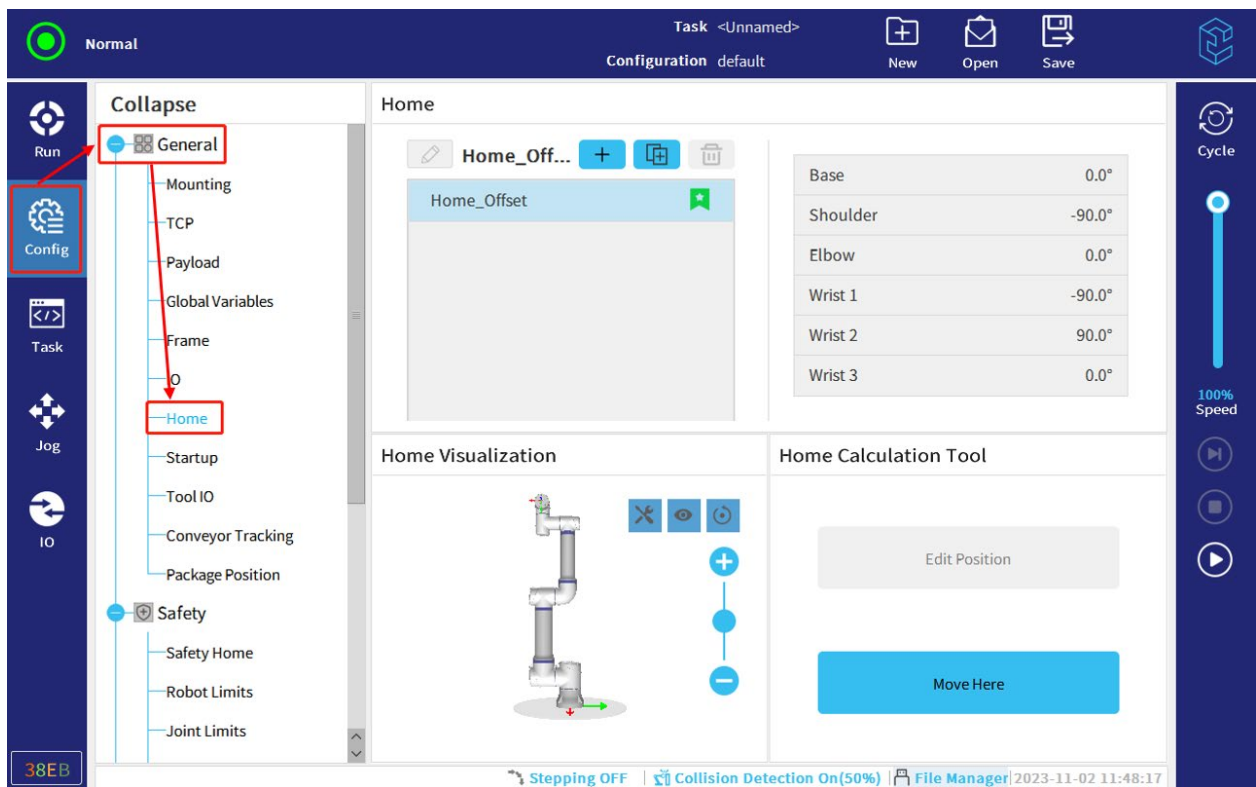 Normal
Task <Unnamed>
Configuration default
New
Open
Save
Run
Config
Task
Jog
IO
38EB
Collapse
General
Mounting
TCP
Payload
Global Variables
Frame
IO
Home
Startup
Tool IO
Conveyor Tracking
Package Position
Safety
Safety Home
Robot Limits
Joint Limits
Home
Home_Off...
Home_Offset
Base 0.0°
Shoulder -90.0°
Elbow 0.0°
Wrist 1 -90.0°
Wrist 2 90.0°
Wrist 3 0.0°
Home Visualization
Home Calculation Tool
Edit Position
Move Here
Cycle
100%
Speed
Stepping OFF
Collision Detection On(50%)
File Manager
2023-11-02 11:48:17